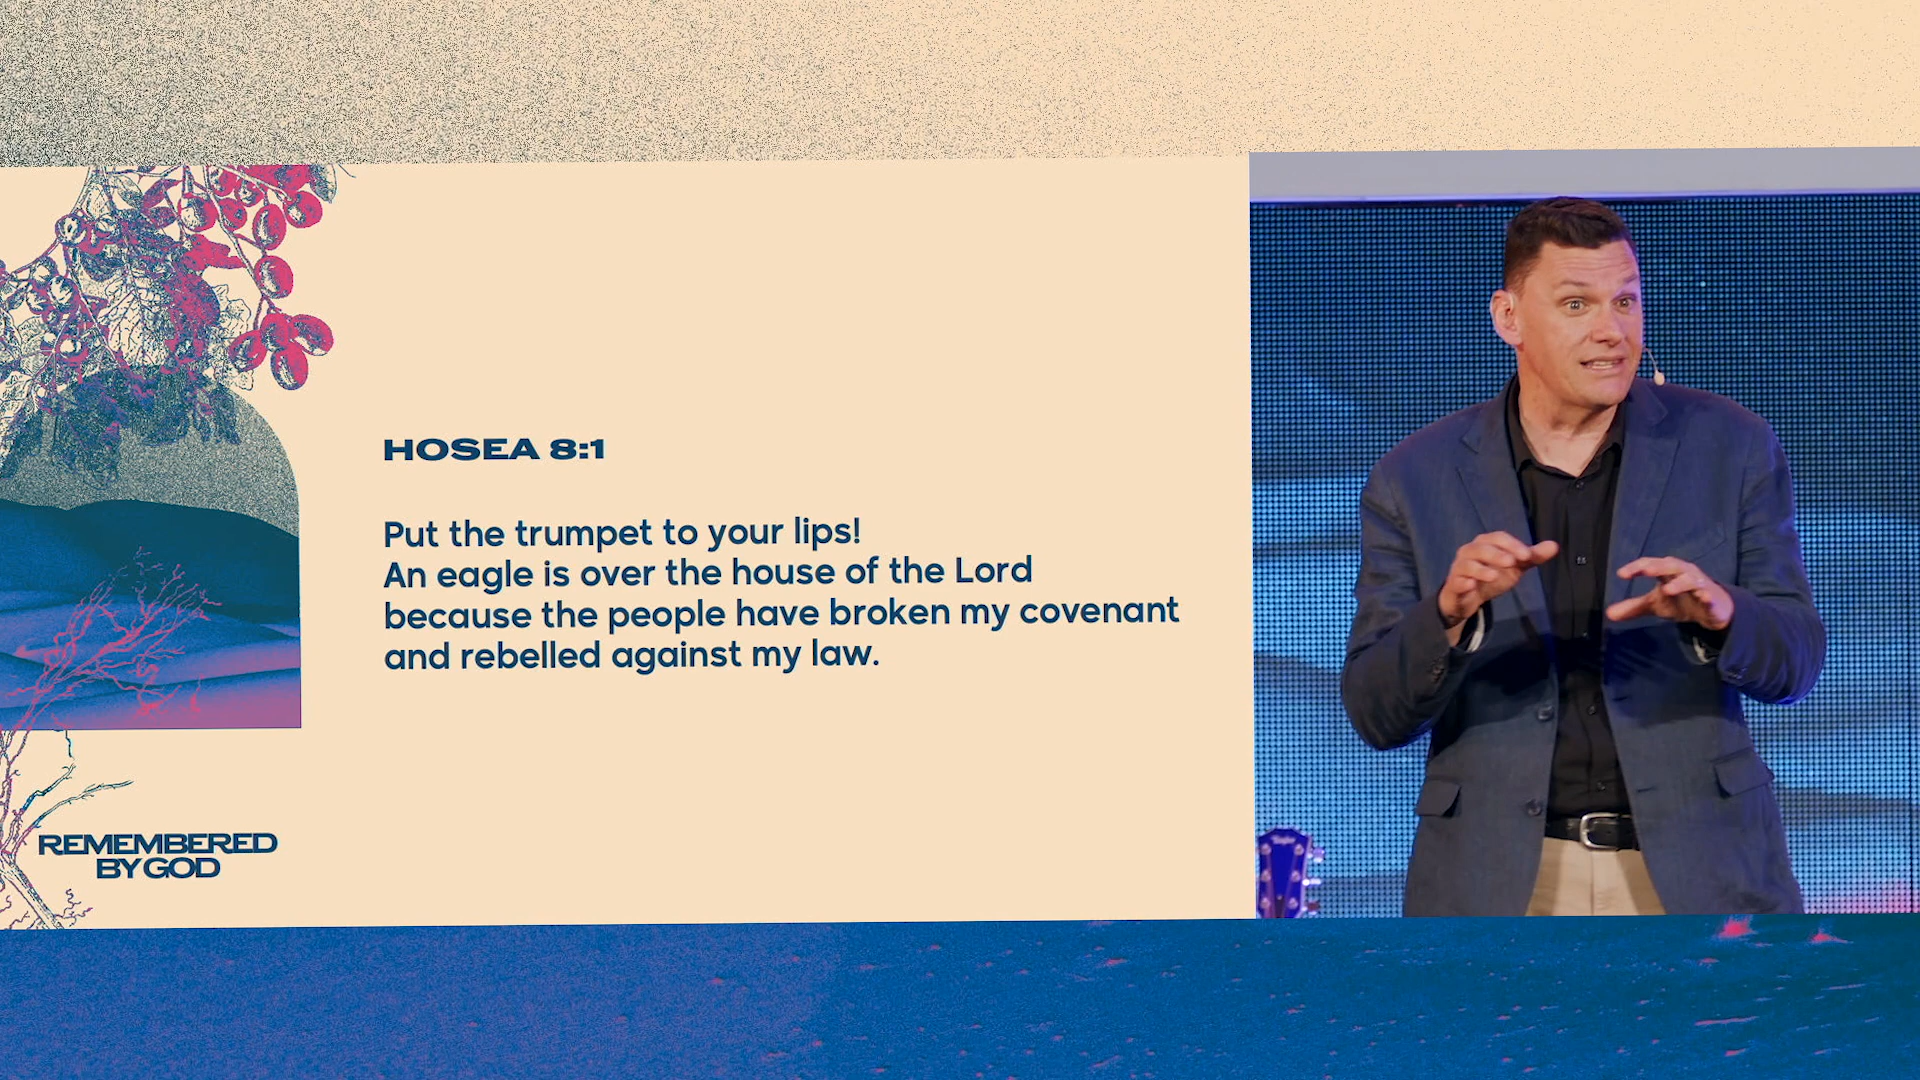 HOSEA 8:1
Put the trumpet to your lips!
An eagle is over the house of the Lord
because the people have broken my covenant
and rebelled against my law.
REMEMBERED
BY GOD
Taylor